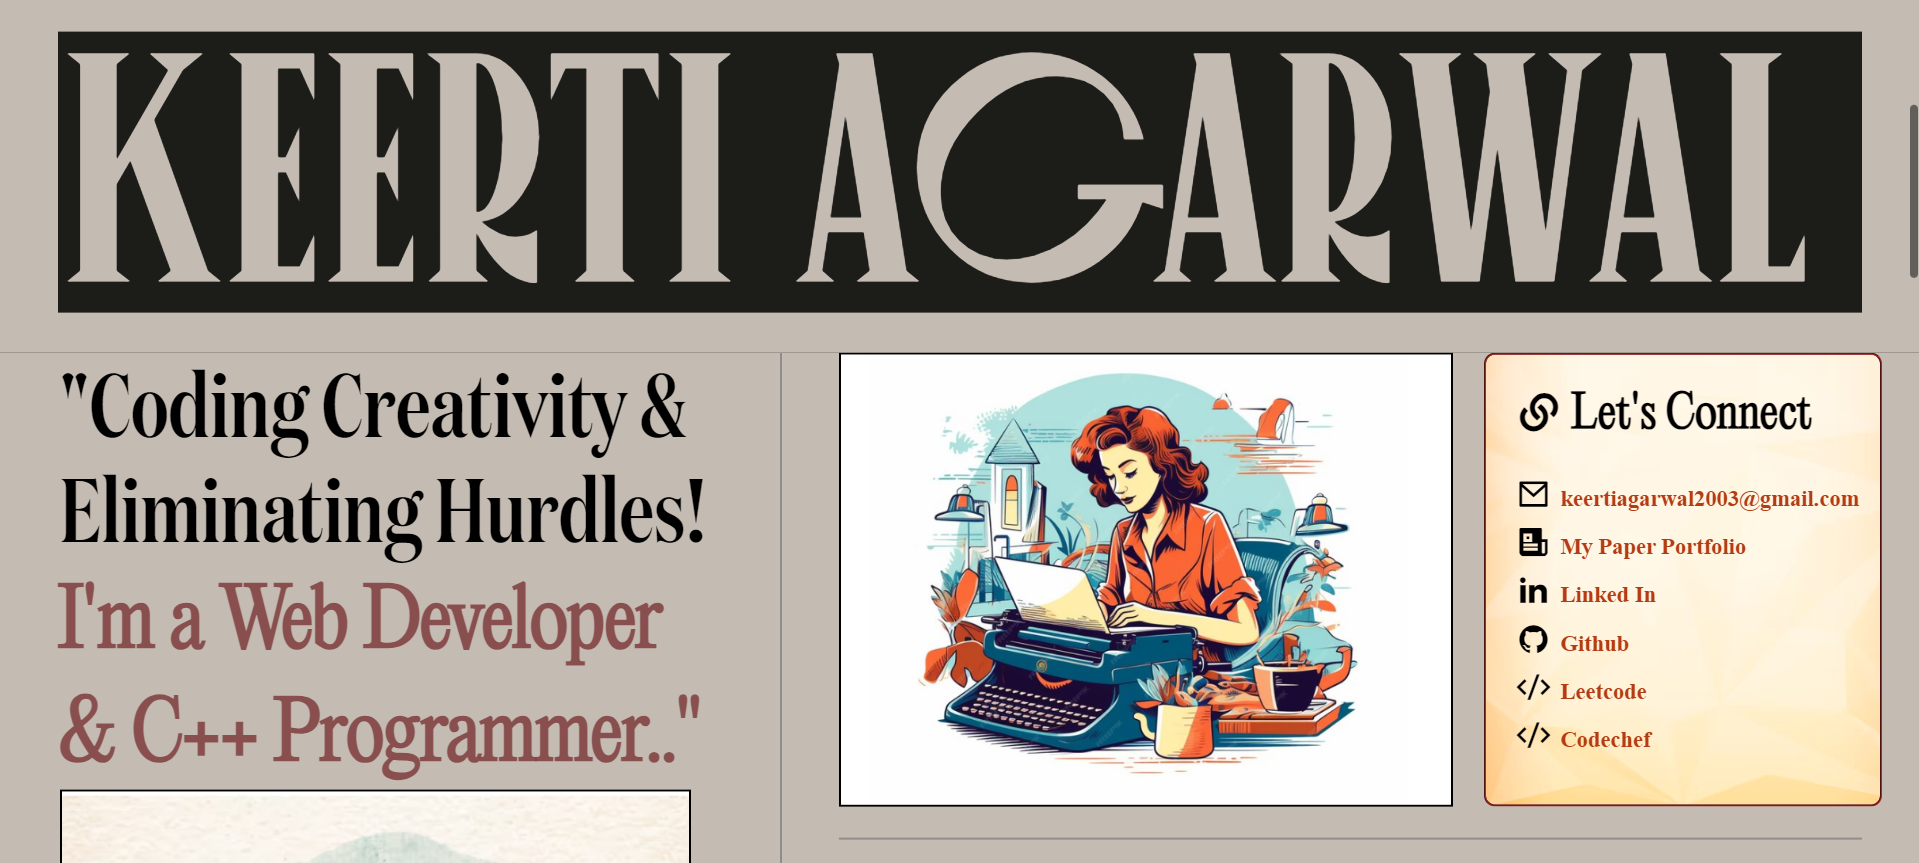 KEERTI AGARWAL
"Coding Creativity &
Eliminating Hurdles!
I'm a Web Developer
& C++ Programmer.."
Let's Connect
keertiagarwal2003@gmail.com
My Paper Portfolio
Linked In
Github
Leetcode
Codechef